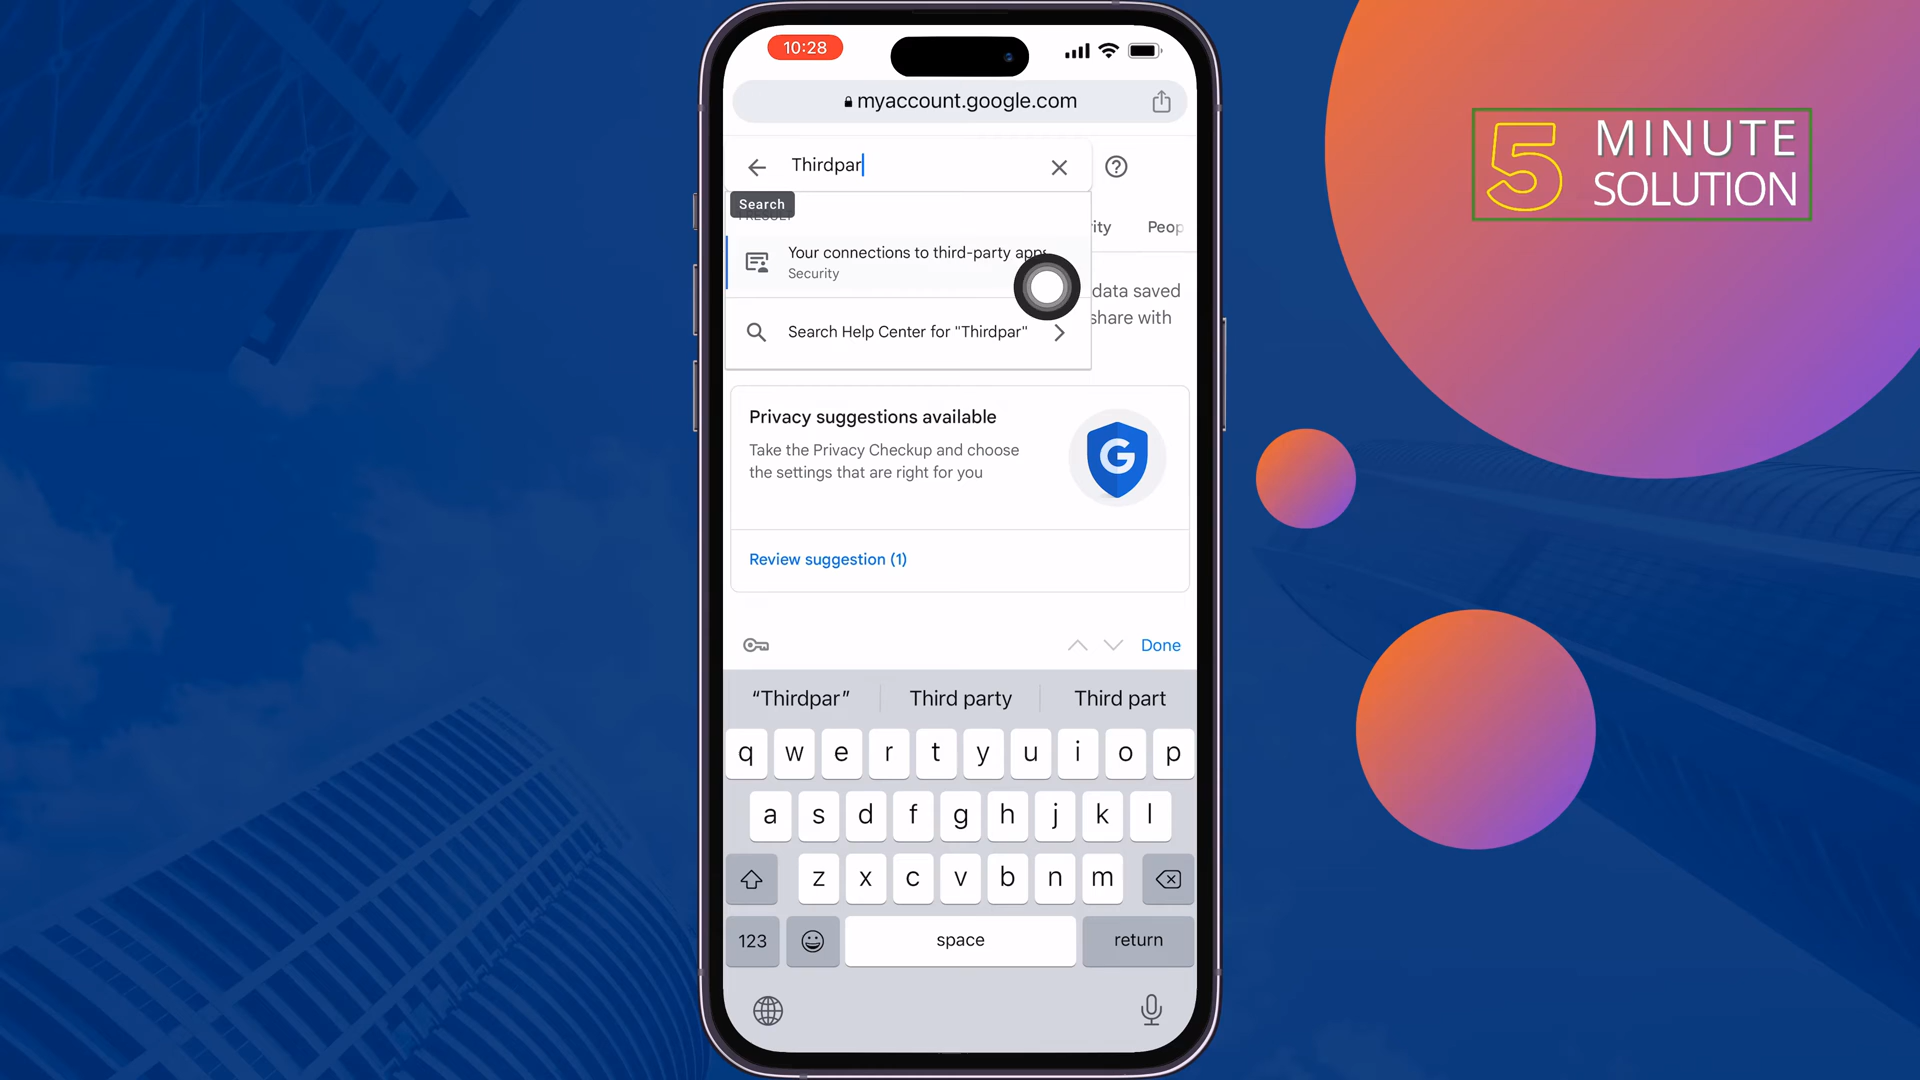 10:28
myaccount.google.com
Thirdpar
Search
1 RESULT
Your connections to third-party apps
Security
Search Help Center for "Thirdpar"
ity
Peop
data saved
share with
Privacy suggestions available
Take the Privacy Checkup and choose
the settings that are right for you
G
Review suggestion (1)
Done
“Thirdpar”
Third party
Third part
q w e r t y u i o p
a s d f g h j k l
z x c v b n m
123
space
return
5 MINUTE
SOLUTION